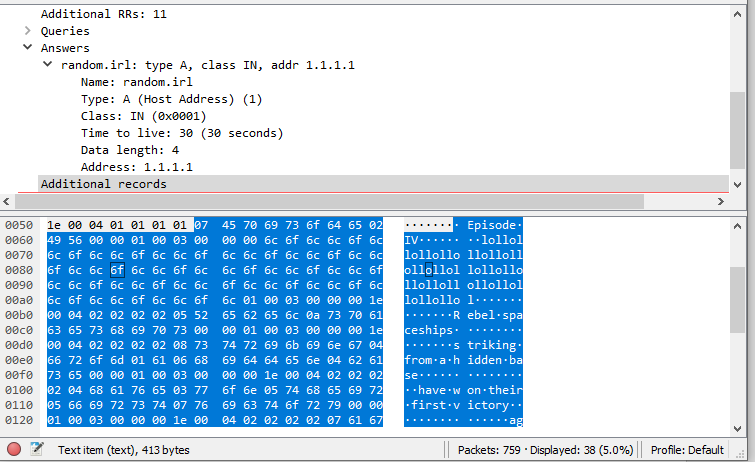 Additional RRs: 11
Queries
Answers
random.irl: type A, class IN, addr 1.1.1.1
Name: random.irl
Type: A (Host Address) (1)
Class: IN (0x0001)
Time to live: 30 (30 seconds)
Data length: 4
Address: 1.1.1.1
Additional records
0050 1e 00 04 01 01 01 01 07 45 70 69 73 6f 64 65 02 ········ Episode·
0060 49 56 00 00 01 00 03 00 00 00 6c 6f 6c 6c 6f 6c IV······ ··lollol
0070 6c 6f 6c 6c 6f 6c 6c 6f 6c 6c 6f 6c 6c 6f 6c 6c lollollo llolloll
0080 6f 6c 6c 6f 6c 6c 6f 6c 6c 6f 6c 6c 6f 6c 6c 6f ollollol lollollo
0090 6c 6c 6f 6c 6c 6f 6c 6c 6f 6c 6c 6f 6c 6c 6f 6c llolloll ollollol
00a0 6c 6f 6c 6c 6f 6c 6c 6f 6c 01 00 03 00 00 00 1e lollollo l·······
00b0 00 04 02 02 02 02 05 52 65 62 65 6c 0a 73 70 61 ·······R ebel·spa
00c0 63 65 73 68 69 70 73 00 00 01 00 03 00 00 00 1e ceships· ········
00d0 00 04 02 02 02 02 08 73 74 72 69 6b 69 6e 67 04 ·······s triking·
00e0 66 72 6f 6d 01 61 06 68 69 64 64 65 6e 04 62 61 from·a·h idden·ba
00f0 73 65 00 00 01 00 03 00 00 00 1e 00 04 02 02 02 se······ ········
0100 02 04 68 61 76 65 03 77 6f 6e 05 74 68 65 69 72 ··have·w on·their
0110 05 66 69 72 73 74 07 76 69 63 74 6f 72 79 00 00 ·first·v ictory··
0120 01 00 03 00 00 00 1e 00 04 02 02 02 02 07 61 67 ········ ······ag
Text item (text), 413 bytes
Packets: 759 · Displayed: 38 (5.0%)
Profile: Default